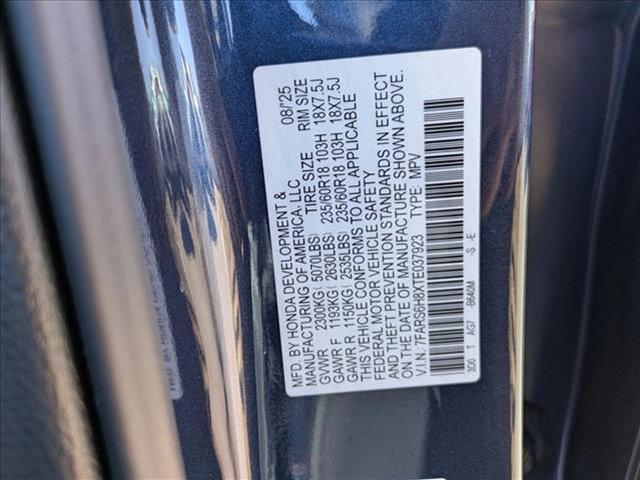 MFD. BY HONDA DEVELOPMENT & 08/'25
MANUFACTURING OF AMERICA, LLC
TIRE SIZE RIM SIZE
GVWR 2300KG( 5070LBS)
GAWR F 1193KG( 2630LBS) 235/60R18 103H 18X7.5J
GAWR R 1150KG( 2535LBS) 235/60R18 103H 18X7.5J
THIS VEHICLE CONFORMS TO ALL APPLICABLE
FEDERAL MOTOR VEHICLE SAFETY
AND THEFT PREVENTION STANDARDS IN EFFECT
ON THE DATE OF MANUFACTURE SHOWN ABOVE.
V.I.N.: 7FARS6H8XTE037923 TYPE: MPV
3D0 T AG7 -B640M -S -E